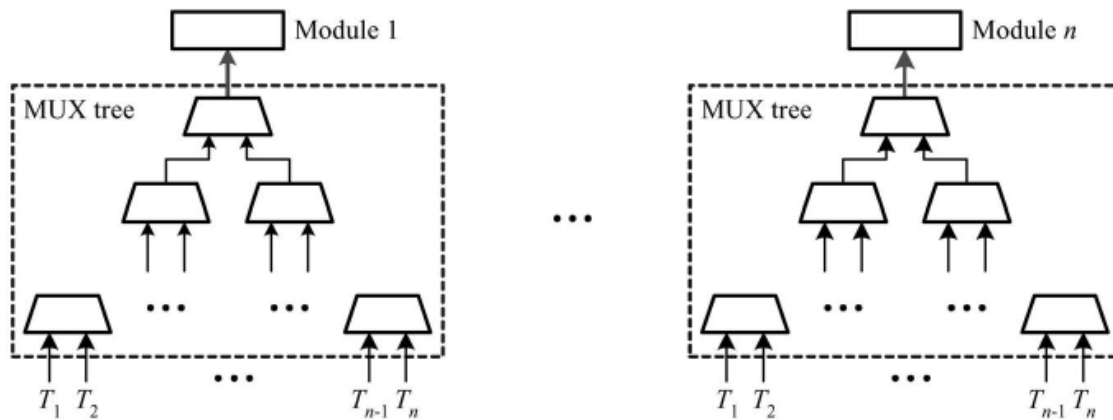 Module 1
Module n
MUX tree
MUX tree
...
... ...
... ...
...
T1 T2 ... Tn-1 Tn
T1 T2 ... Tn-1 Tn